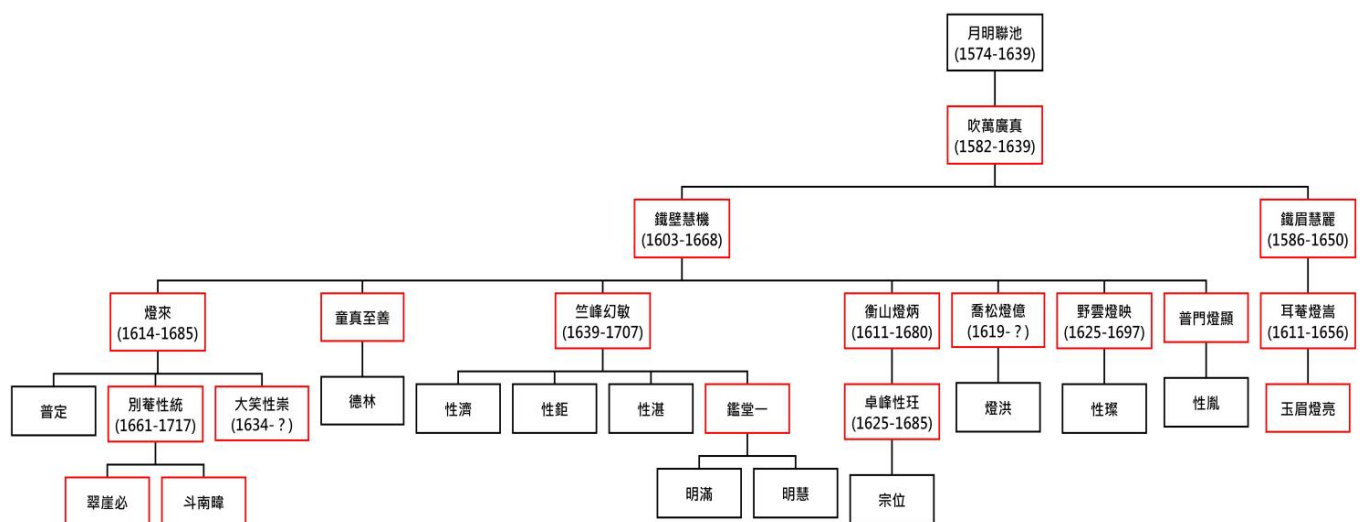 月明聯池
(1574-1639)
吹萬廣真
(1582-1639)
鐵壁慧機
(1603-1668)
鐵眉慧麗
(1586-1650)
燈來
(1614-1685)
童真至善
竺峰幻敏
(1639-1707)
衡山燈炳
(1611-1680)
喬松燈億
(1619-？)
野雲燈映
(1625-1697)
普門燈顯
耳菴燈嵩
(1611-1656)
普定
別菴性統
(1661-1717)
大笑性崇
(1634-？)
德林
性濟
性鉅
性湛
鑑堂一
卓峰性玨
(1625-1685)
燈洪
性璨
性胤
玉眉燈亮
翠崖必
斗南暐
明滿
明慧
宗位